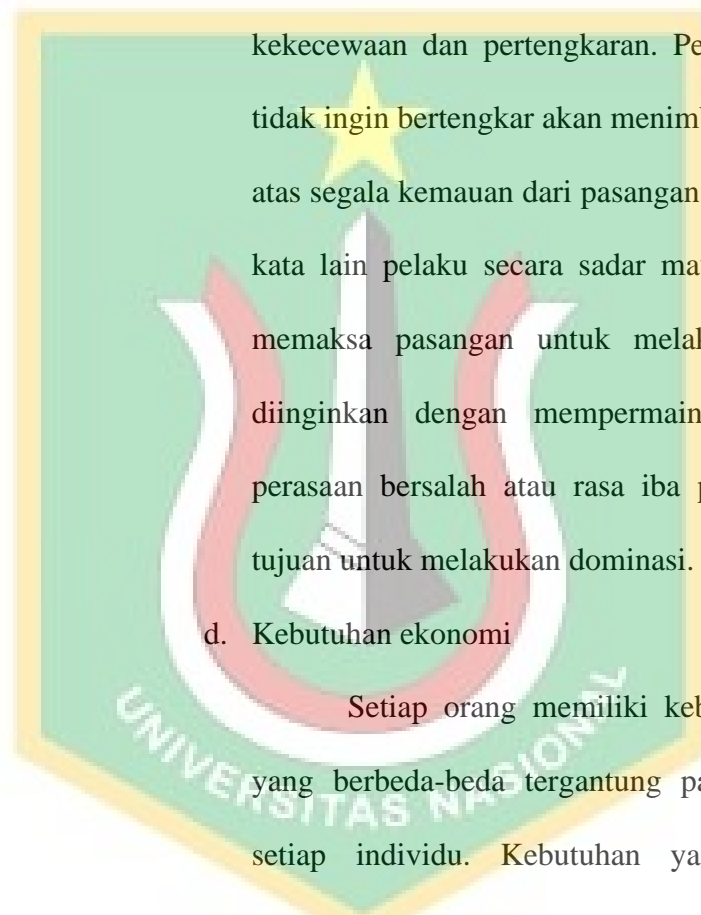 kekecewaan dan pertengkaran. Pe
tidak ingin bertengkar akan menim
atas segala kemauan dari pasangan
kata lain pelaku secara sadar ma
memaksa pasangan untuk mela
diinginkan dengan mempermain
perasaan bersalah atau rasa iba p
tujuan untuk melakukan dominasi.
d. Kebutuhan ekonomi
Setiap orang memiliki keb
yang berbeda-beda tergantung pa
setiap individu. Kebutuhan ya
UNIVERSITAS NASIONAL